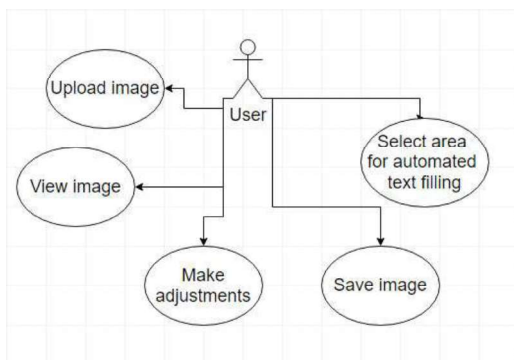 Upload image
User
Select area
for automated
text filling
View image
Make
adjustments
Save image